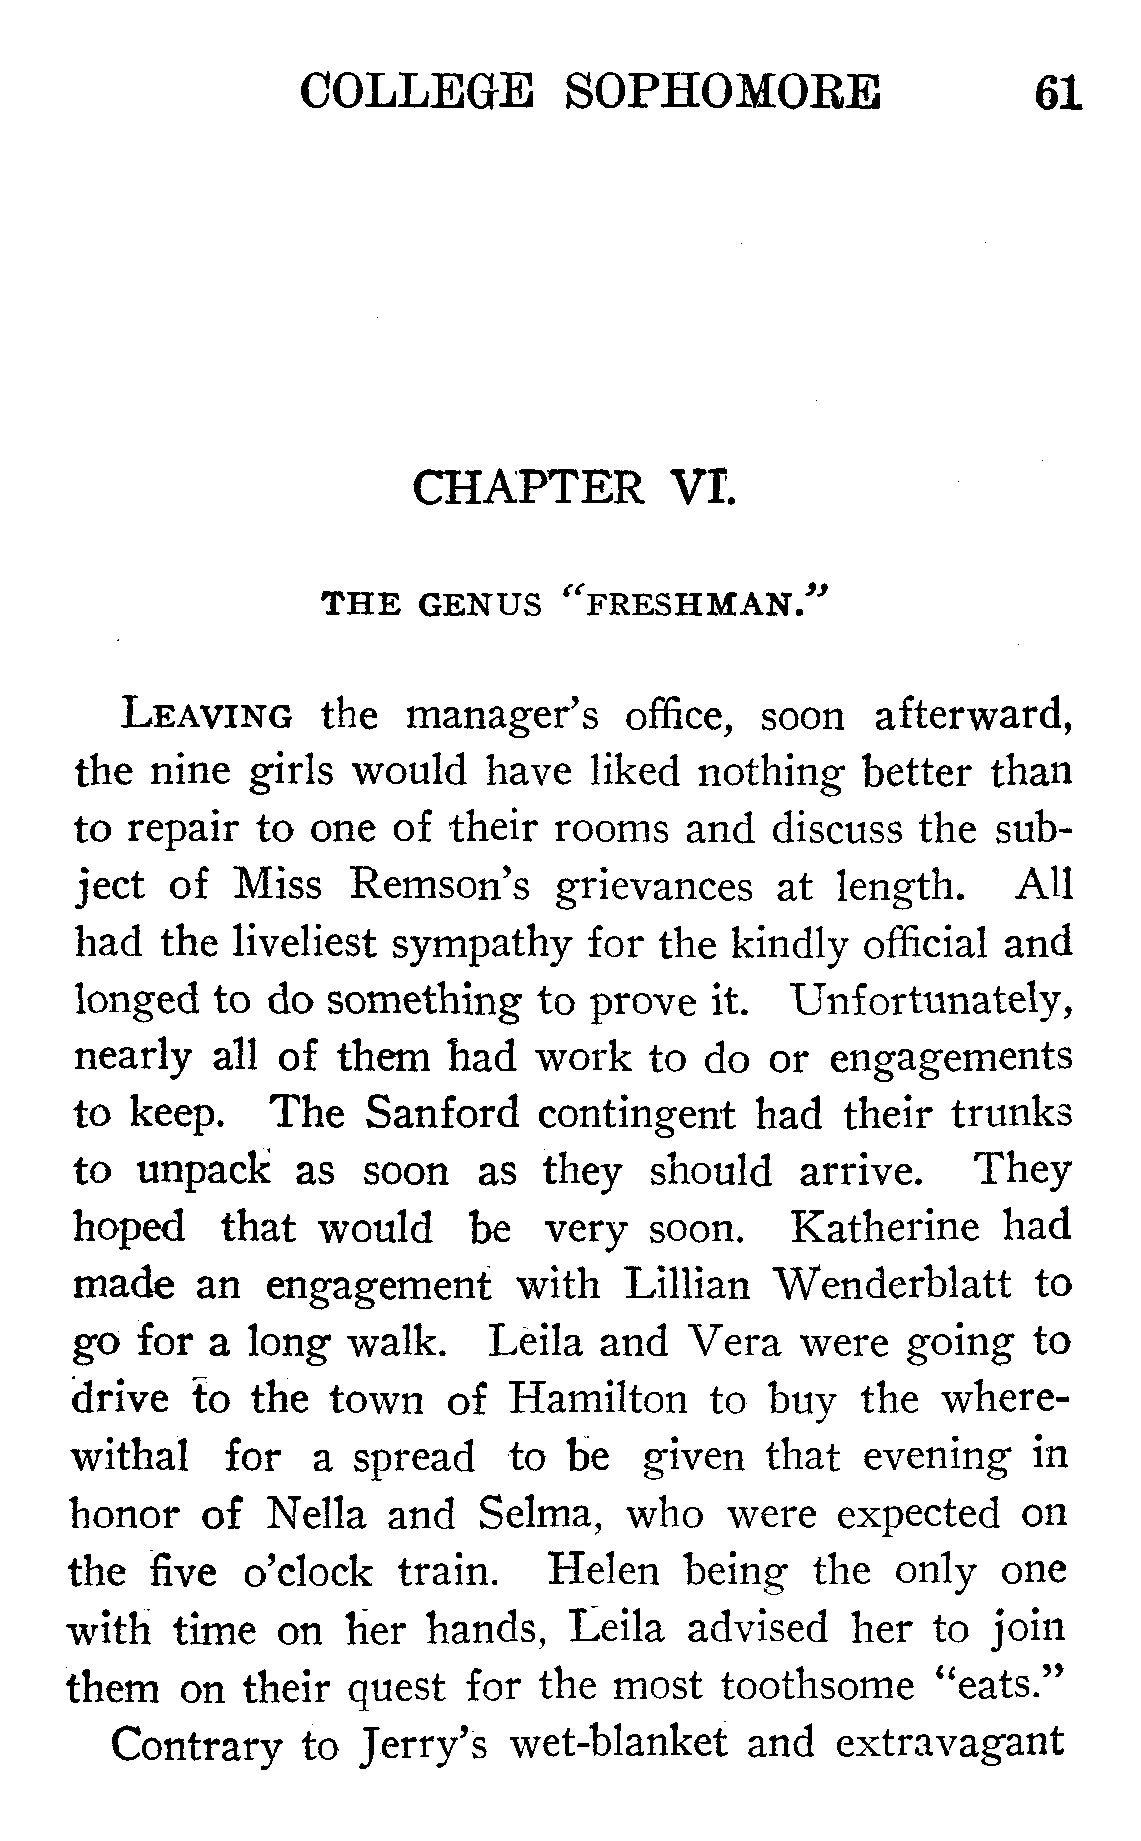 COLLEGE SOPHOMORE 61
CHAPTER VI.
THE GENUS “FRESHMAN.”
LEAVING the manager’s office, soon afterward,
the nine girls would have liked nothing better than
to repair to one of their rooms and discuss the sub-
ject of Miss Remson’s grievances at length. All
had the liveliest sympathy for the kindly official and
longed to do something to prove it. Unfortunately,
nearly all of them had work to do or engagements
to keep. The Sanford contingent had their trunks
to unpack as soon as they should arrive. They
hoped that would be very soon. Katherine had
made an engagement with Lillian Wenderblatt to
go for a long walk. Leila and Vera were going to
drive to the town of Hamilton to buy the where-
withal for a spread to be given that evening in
honor of Nella and Selma, who were expected on
the five o’clock train. Helen being the only one
with time on her hands, Leila advised her to join
them on their quest for the most toothsome “eats.”
Contrary to Jerry’s wet-blanket and extravagant